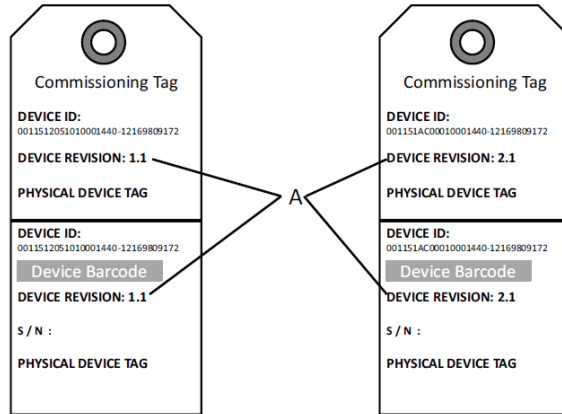 Commissioning Tag
DEVICE ID:
0011512051010001440-12169809172
DEVICE REVISION: 1.1
PHYSICAL DEVICE TAG
DEVICE ID:
0011512051010001440-12169809172
Device Barcode
DEVICE REVISION: 1.1
S / N :
PHYSICAL DEVICE TAG
A
Commissioning Tag
DEVICE ID:
001151AC00010001440-12169809172
DEVICE REVISION: 2.1
PHYSICAL DEVICE TAG
DEVICE ID:
001151AC00010001440-12169809172
Device Barcode
DEVICE REVISION: 2.1
S / N :
PHYSICAL DEVICE TAG